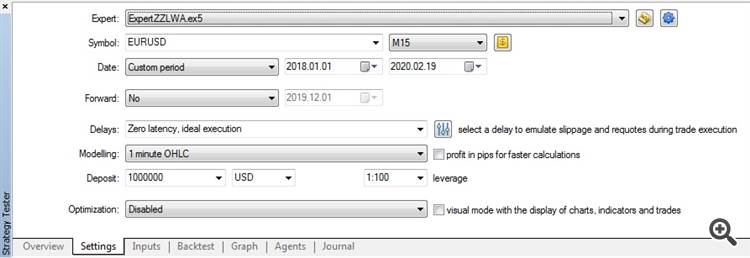 Expert: ExpertZZLWA.ex5
Symbol: EURUSD M15
Date: Custom period 2018.01.01 2020.02.19
Forward: No 2019.12.01
Delays: Zero latency, ideal execution select a delay to emulate slippage and requotes during trade execution
Modelling: 1 minute OHLC profit in pips for faster calculations
Deposit: 1000000 USD 1:100 leverage
Optimization: Disabled visual mode with the display of charts, indicators and trades
Strategy Tester
Overview Settings Inputs Backtest Graph Agents Journal